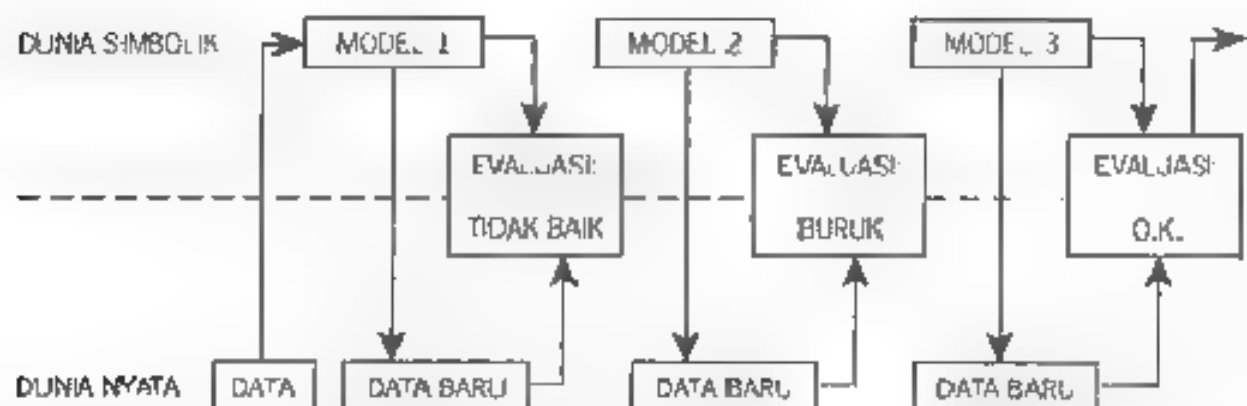 DUNIA SIMBOLIK
MODEL 1
MODEL 2
MODEL 3
EVALUASI:
TIDAK BAIK
EVALUASI:
BURUK
EVALUASI:
O.K.
DUNIA NYATA
DATA
DATA BARU
DATA BARU
DATA BARU